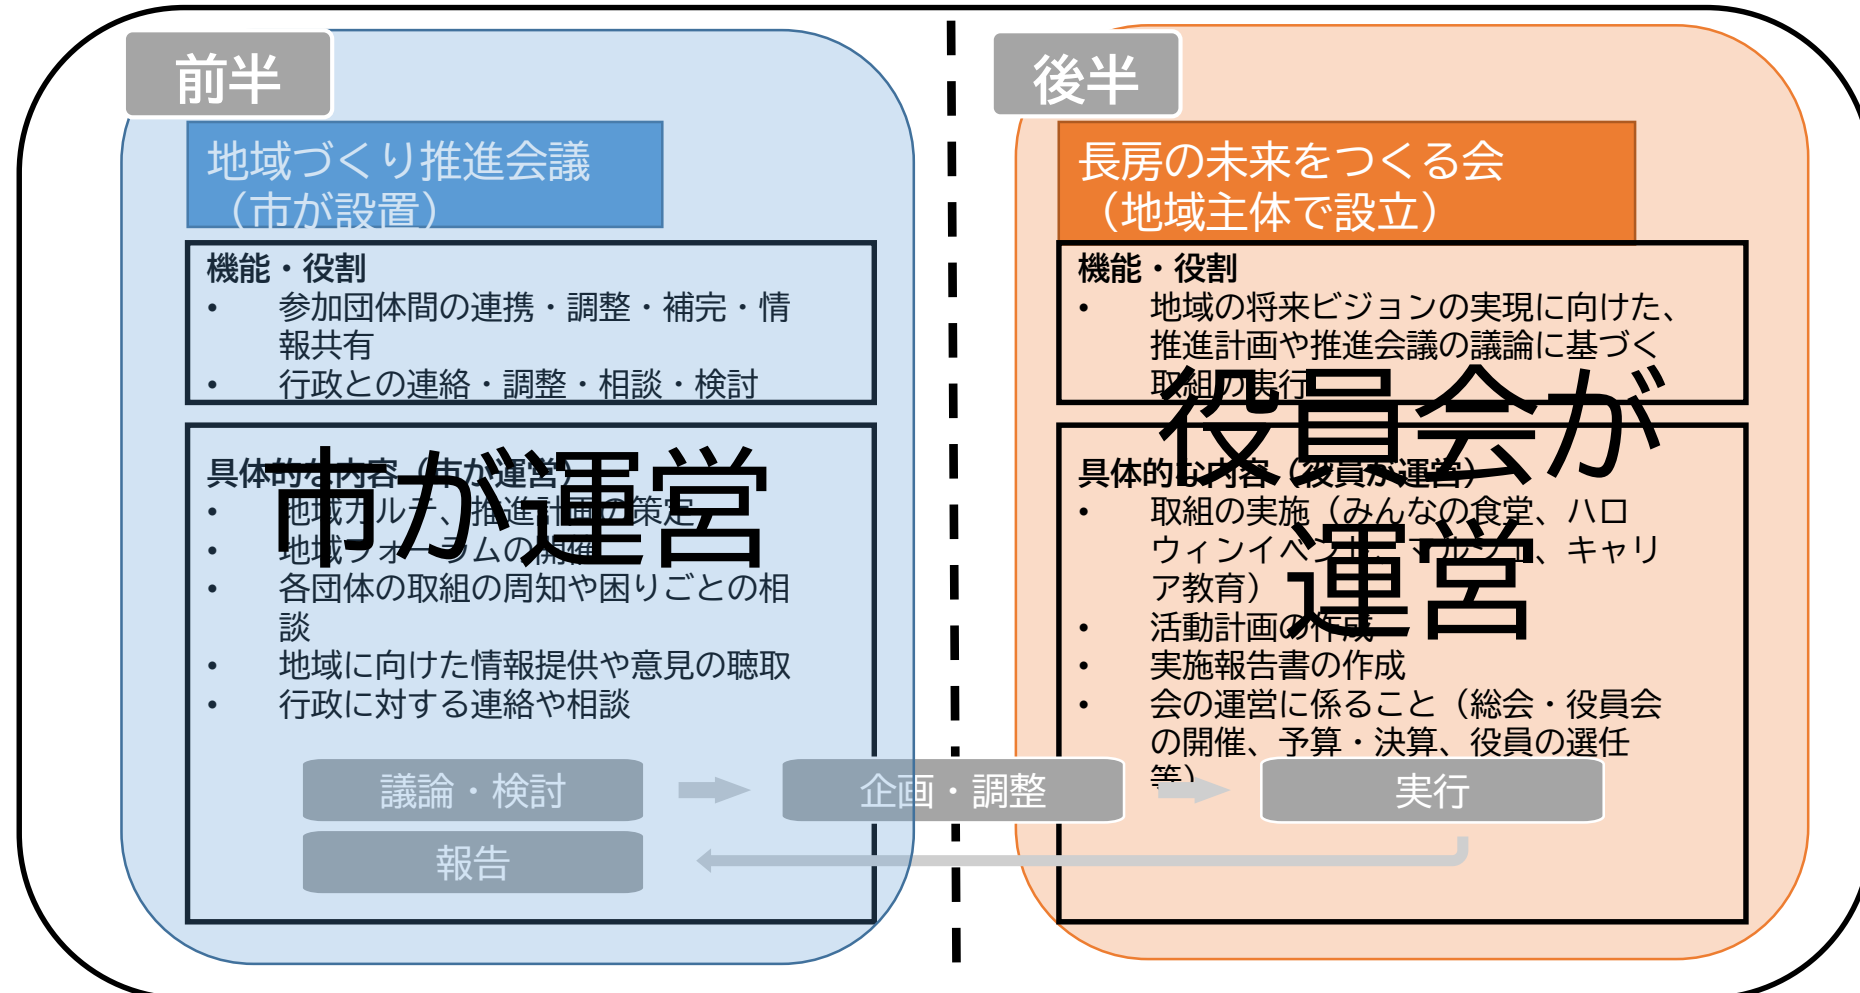 前半
地域づくり推進会議
（市が設置）
機能・役割
• 参加団体間の連携・調整・補完・情
報共有
• 行政との連絡・調整・相談・検討
具体的な内容（市が運営）
• 地域カルテ、推進計画の策定
• 地域フォーラムの開催
• 各団体の取組の周知や困りごとの相
談
• 地域に向けた情報提供や意見の聴取
• 行政に対する連絡や相談
市が運営
後半
長房の未来をつくる会
（地域主体で設立）
機能・役割
• 地域の将来ビジョンの実現に向けた、
推進計画や推進会議の議論に基づく
取組の実行
具体的な内容（役員が運営）
• 取組の実施（みんなの食堂、ハロ
ウィンイベント、マルシェ、キャリ
ア教育）
• 活動計画の作成
• 実施報告書の作成
• 会の運営に係ること（総会・役員会
の開催、予算・決算、役員の選任
等）
役員会が
運営
議論・検討
企画・調整
実行
報告